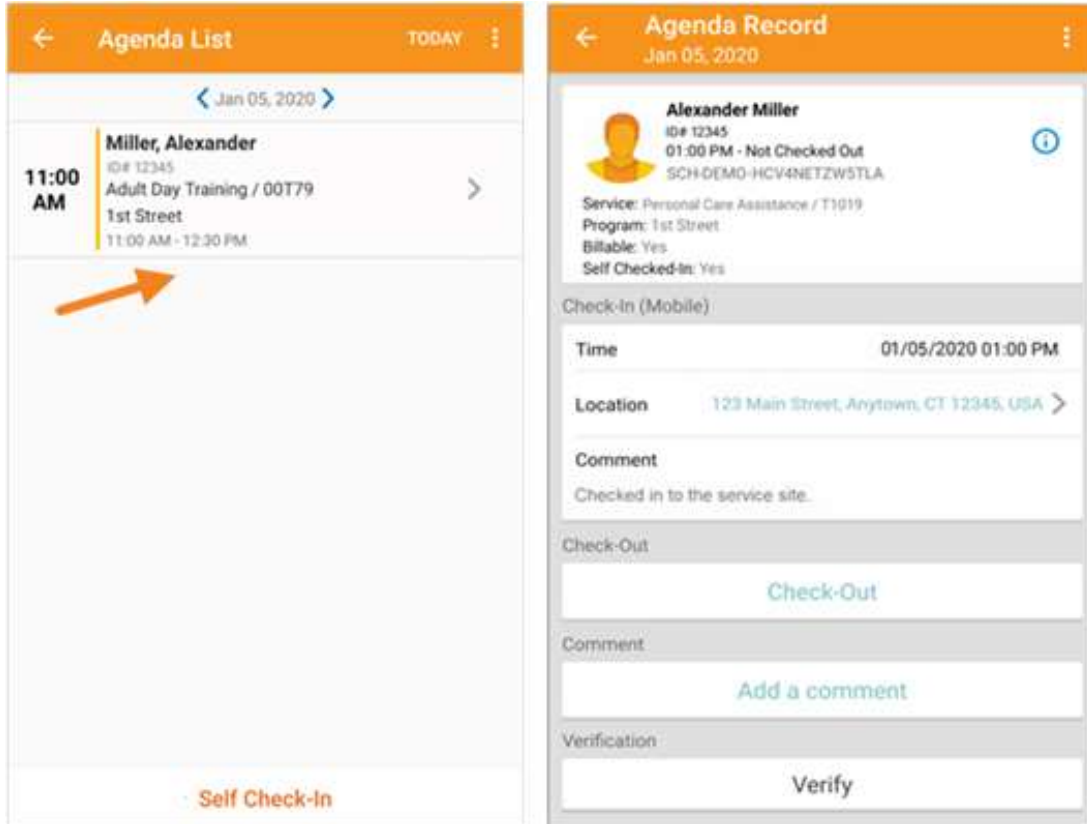 Agenda List TODAY
Jan 05, 2020
11:00 AM
Miller, Alexander
ID# 12345
Adult Day Training / 00T79
1st Street
11:00 AM - 12:30 PM
Self Check-In
Agenda Record
Jan 05, 2020
Alexander Miller
ID# 12345
01:00 PM - Not Checked Out
SCH-DEMO-HCV4NETZW5TLA
Service: Personal Care Assistance / T1019
Program: 1st Street
Billable: Yes
Self Checked-In: Yes
Check-In (Mobile)
Time 01/05/2020 01:00 PM
Location 123 Main Street, Anytown, CT 12345, USA
Comment
Checked in to the service site.
Check-Out
Check-Out
Comment
Add a comment
Verification
Verify